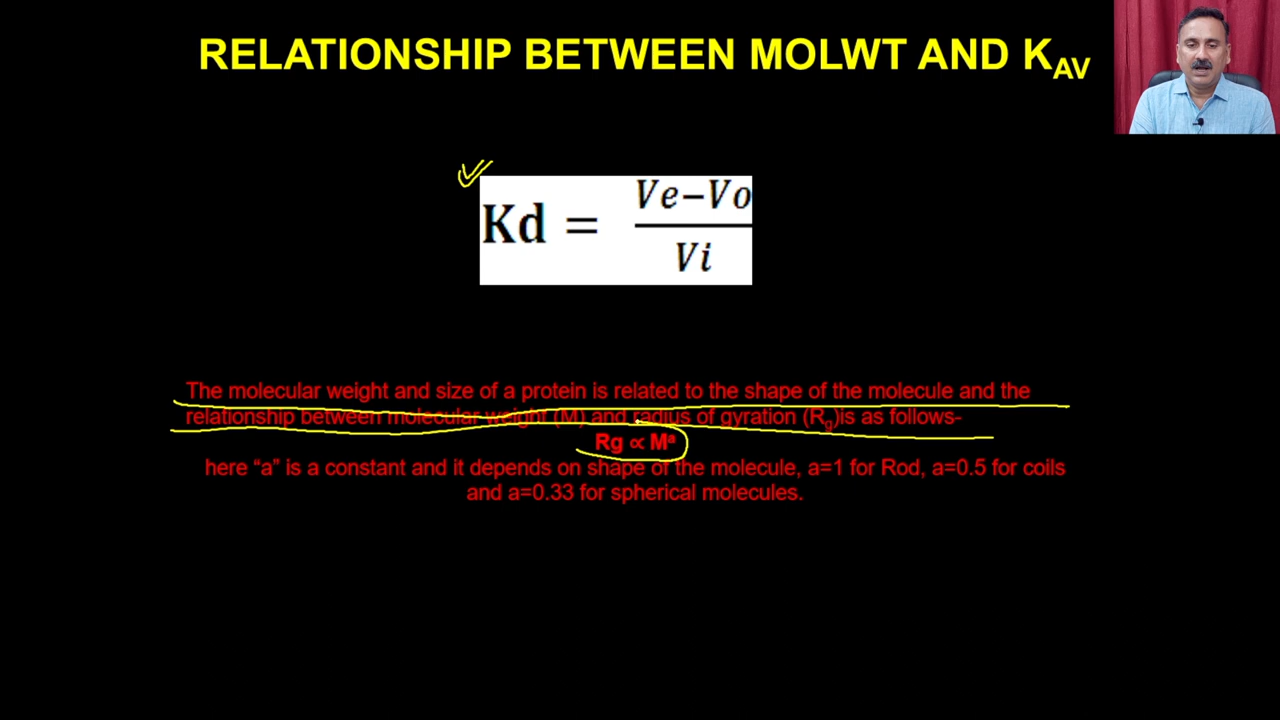 RELATIONSHIP BETWEEN MOLWT AND K_AV
Kd = Ve−Vo / Vi
The molecular weight and size of a protein is related to the shape of the molecule and the
relationship between molecular weight (M) and radius of gyration (Rg)is as follows-
Rg ∝ Mᵃ
here “a” is a constant and it depends on shape of the molecule, a=1 for Rod, a=0.5 for coils
and a=0.33 for spherical molecules.